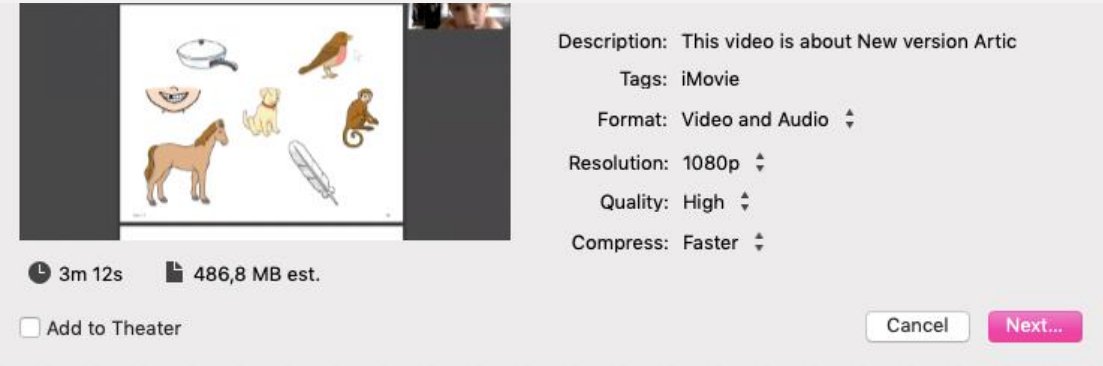 Description: This video is about New version Artic
Tags: iMovie
Format: Video and Audio
Resolution: 1080p
Quality: High
Compress: Faster
3m 12s 486,8 MB est.
Add to Theater
Cancel Next...